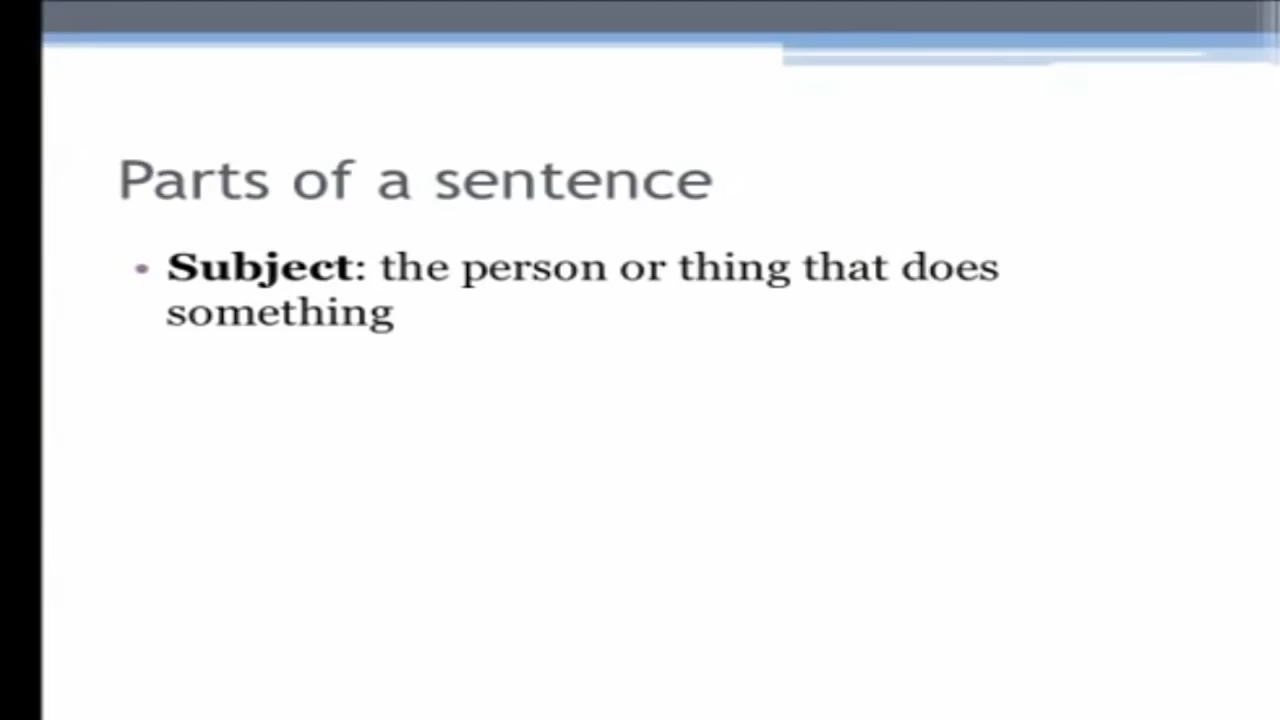 Parts of a sentence
• Subject: the person or thing that does
something